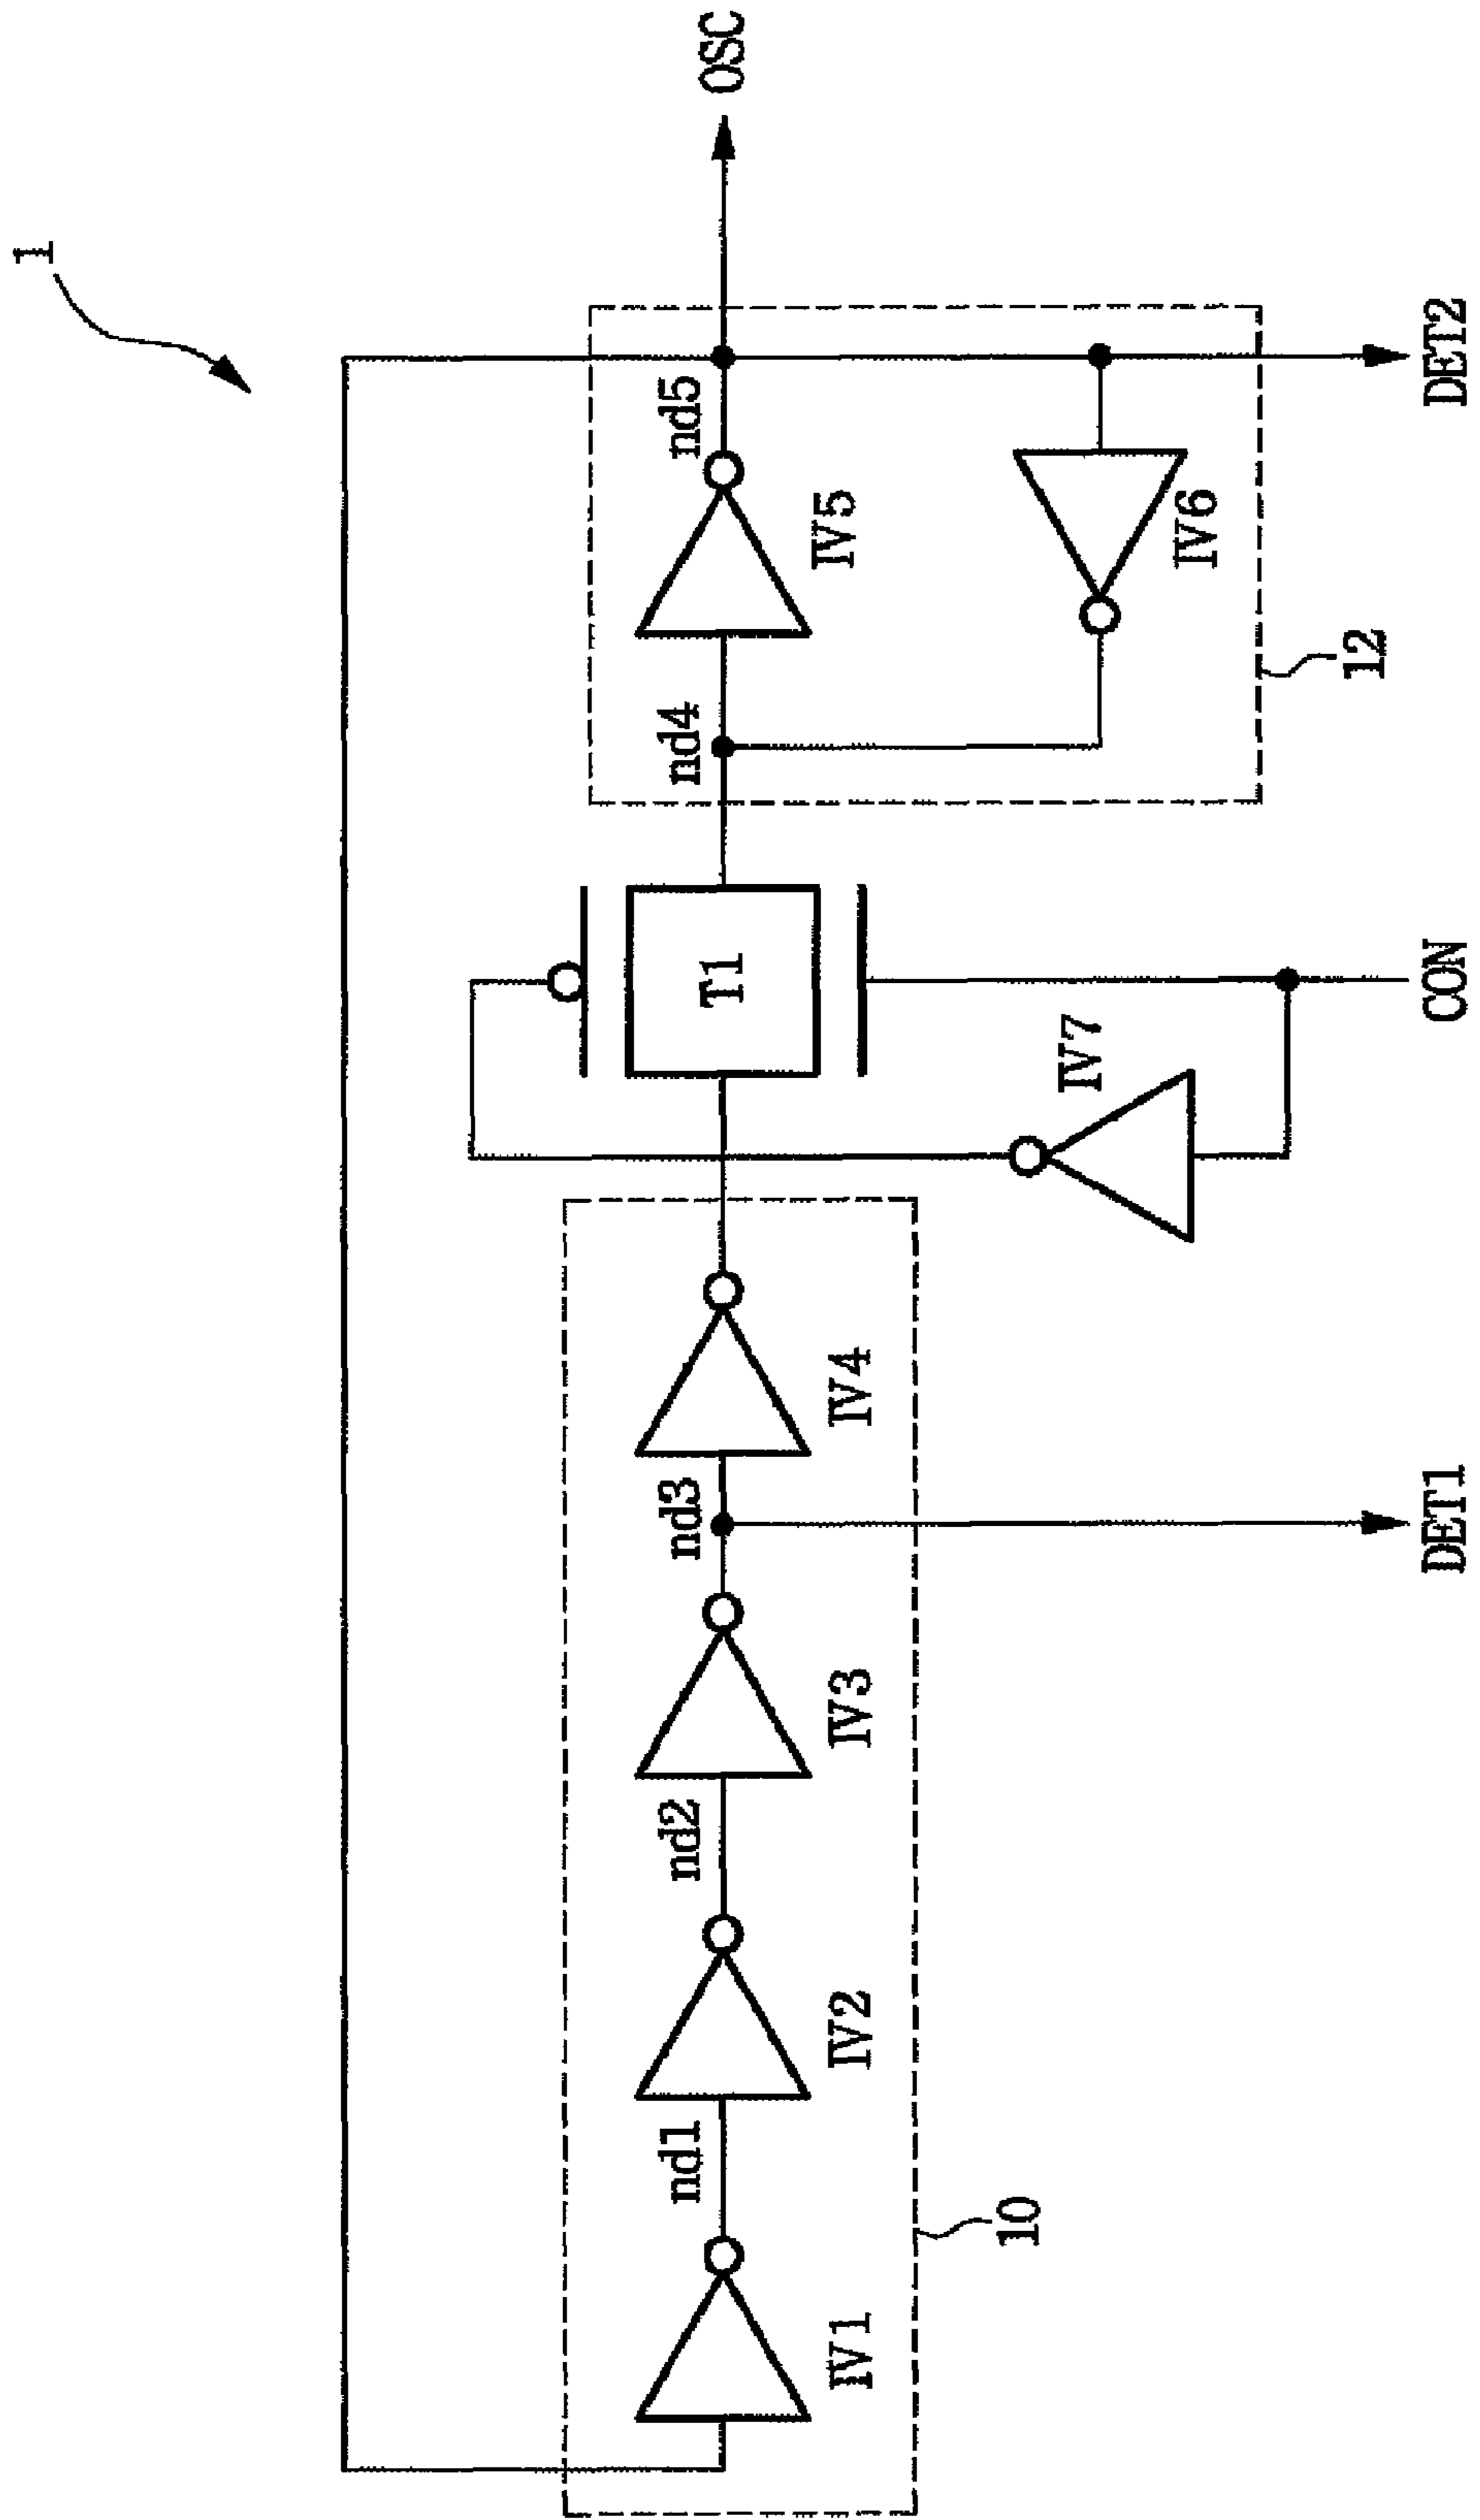 1
nd1
nd2
nd3
nd4
nd5
OSC
T1
IV1
IV2
IV3
IV4
IV5
10
IV7
IV6
12
DET1
CON
DET2